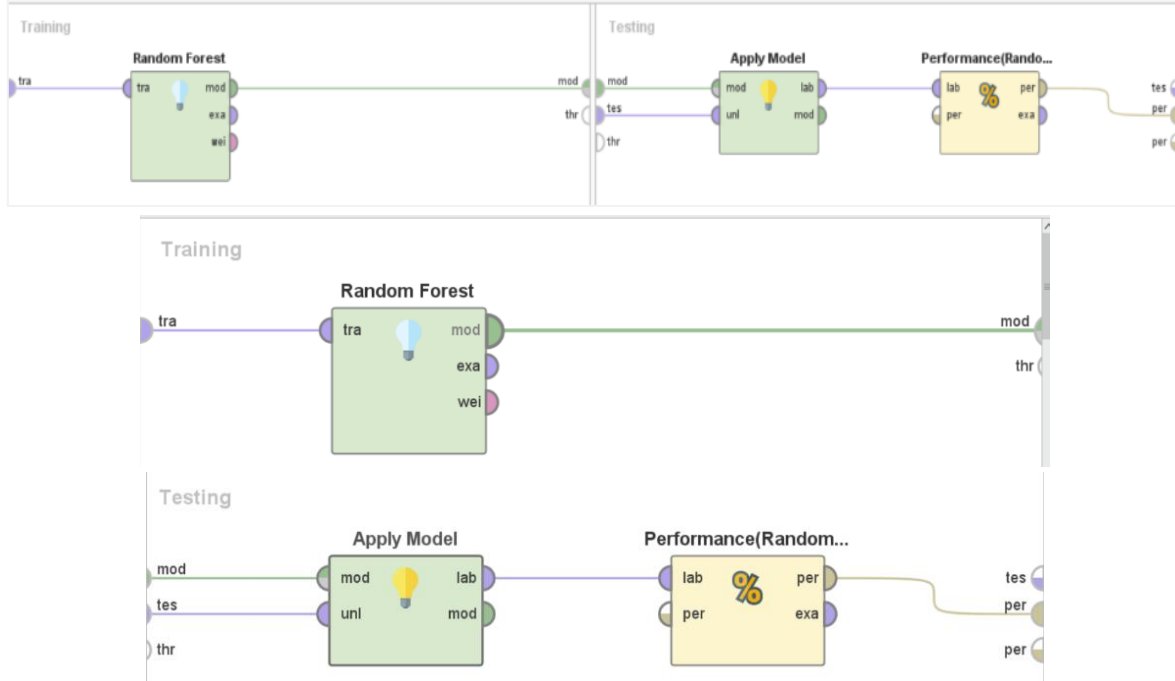 Training
Testing
Random Forest
Apply Model
Performance(Rando...
tra
tra
mod
mod
mod
mod
lab
lab
per
tes
exa
thr
tes
unl
mod
per
exa
per
wei
thr
per
Training
Random Forest
tra
tra
mod
mod
exa
thr
wei
Testing
Apply Model
Performance(Random...
mod
mod
lab
lab
per
tes
tes
unl
mod
per
exa
per
thr
per